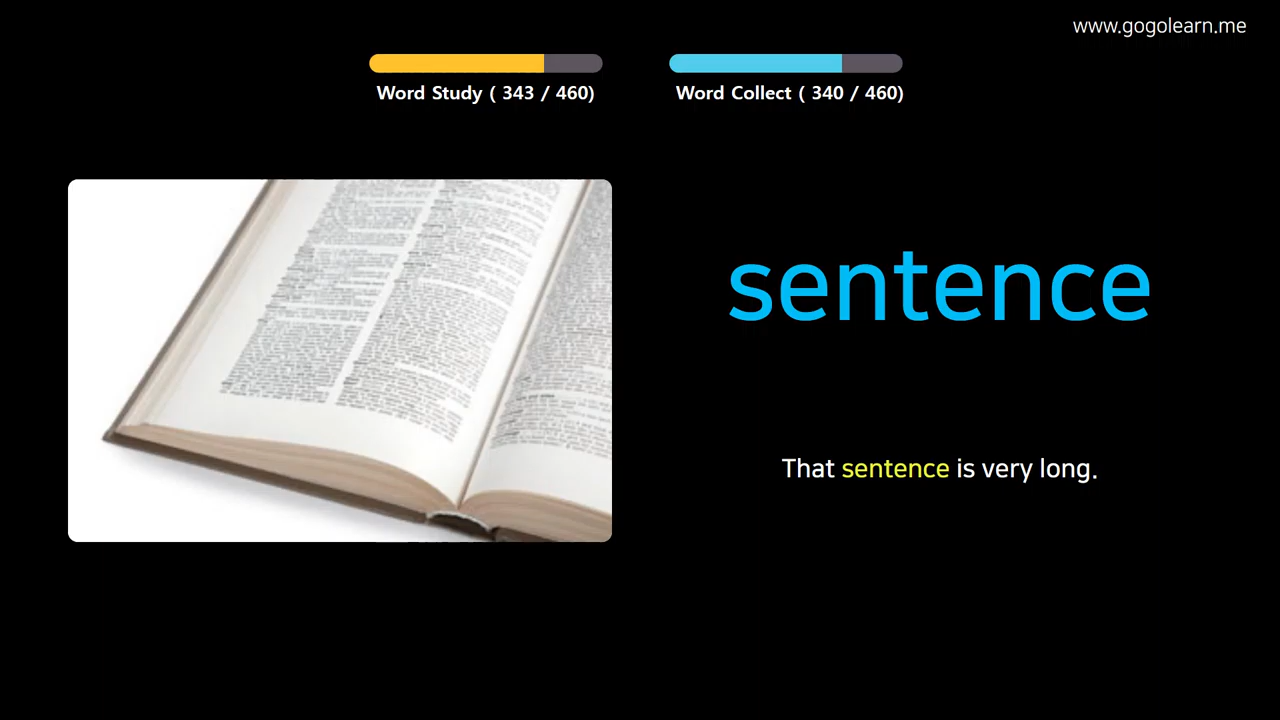 www.gogolearn.me
Word Study ( 343 / 460)
Word Collect ( 340 / 460)
sentence
That sentence is very long.